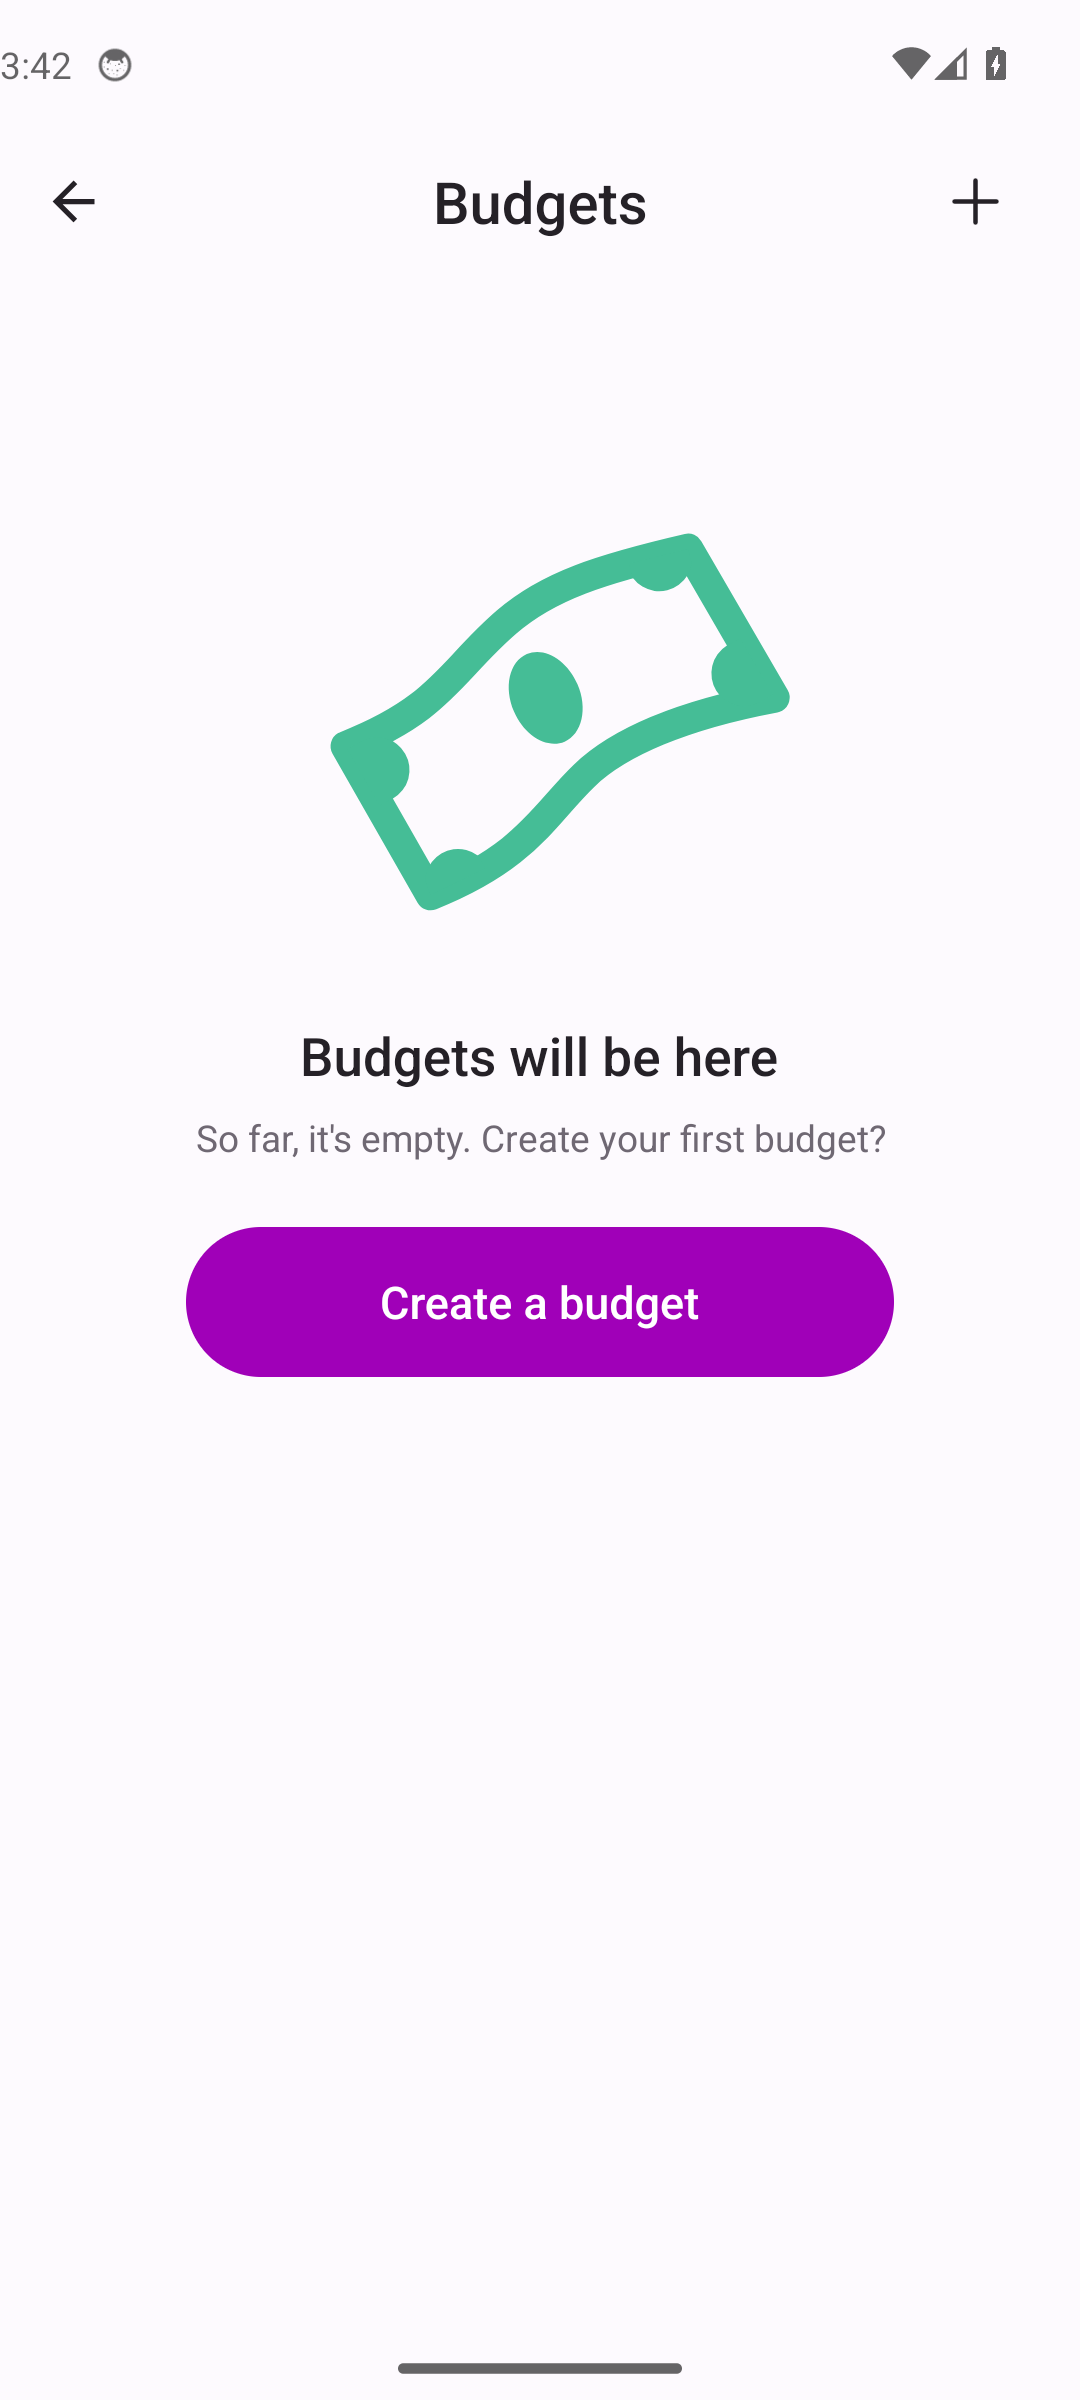 3:42
Budgets
Budgets will be here
So far, it's empty. Create your first budget?
Create a budget